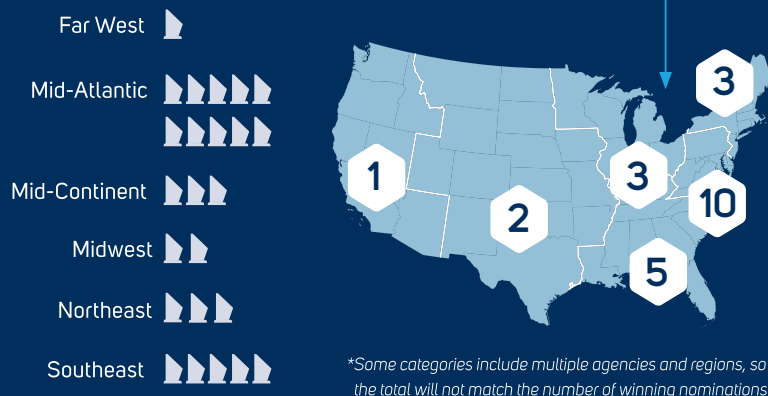 Far West
Mid-Atlantic
Mid-Continent
Midwest
Northeast
Southeast
3
1
3
2
10
5
*Some categories include multiple agencies and regions, so
the total will not match the number of winning nominations